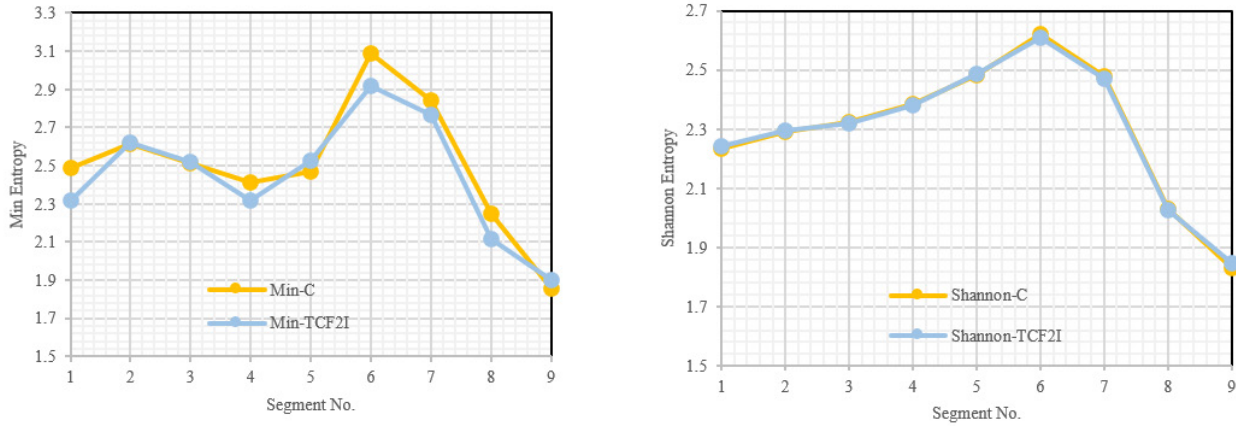 3.3
3.1
2.9
2.7
2.5
2.3
2.1
1.9
1.7
1.5
Min Entropy
Min-C
Min-TCF2I
1 2 3 4 5 6 7 8 9
Segment No.
2.7
2.5
2.3
2.1
1.9
1.7
1.5
Shannon Entropy
Shannon-C
Shannon-TCF2I
1 2 3 4 5 6 7 8 9
Segment No.